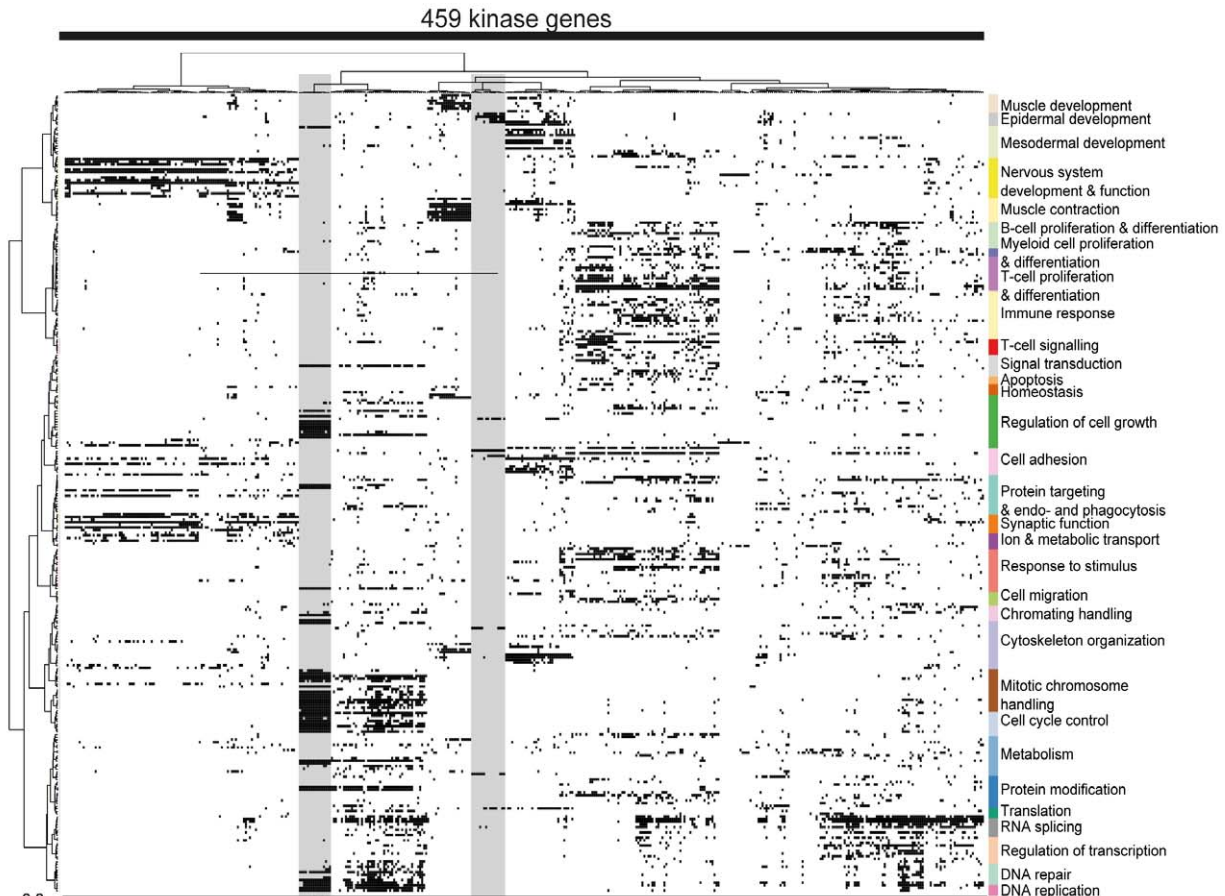 459 kinase genes
Muscle development
Epidermal development
Mesodermal development
Nervous system
development & function
Muscle contraction
B-cell proliferation & differentiation
Myeloid cell proliferation
& differentiation
T-cell proliferation
& differentiation
Immune response
T-cell signalling
Signal transduction
Apoptosis
Homeostasis
Regulation of cell growth
Cell adhesion
Protein targeting
& endo- and phagocytosis
Synaptic function
Ion & metabolic transport
Response to stimulus
Cell migration
Chromating handling
Cytoskeleton organization
Mitotic chromosome
handling
Cell cycle control
Metabolism
Protein modification
Translation
RNA splicing
Regulation of transcription
DNA repair
DNA replication